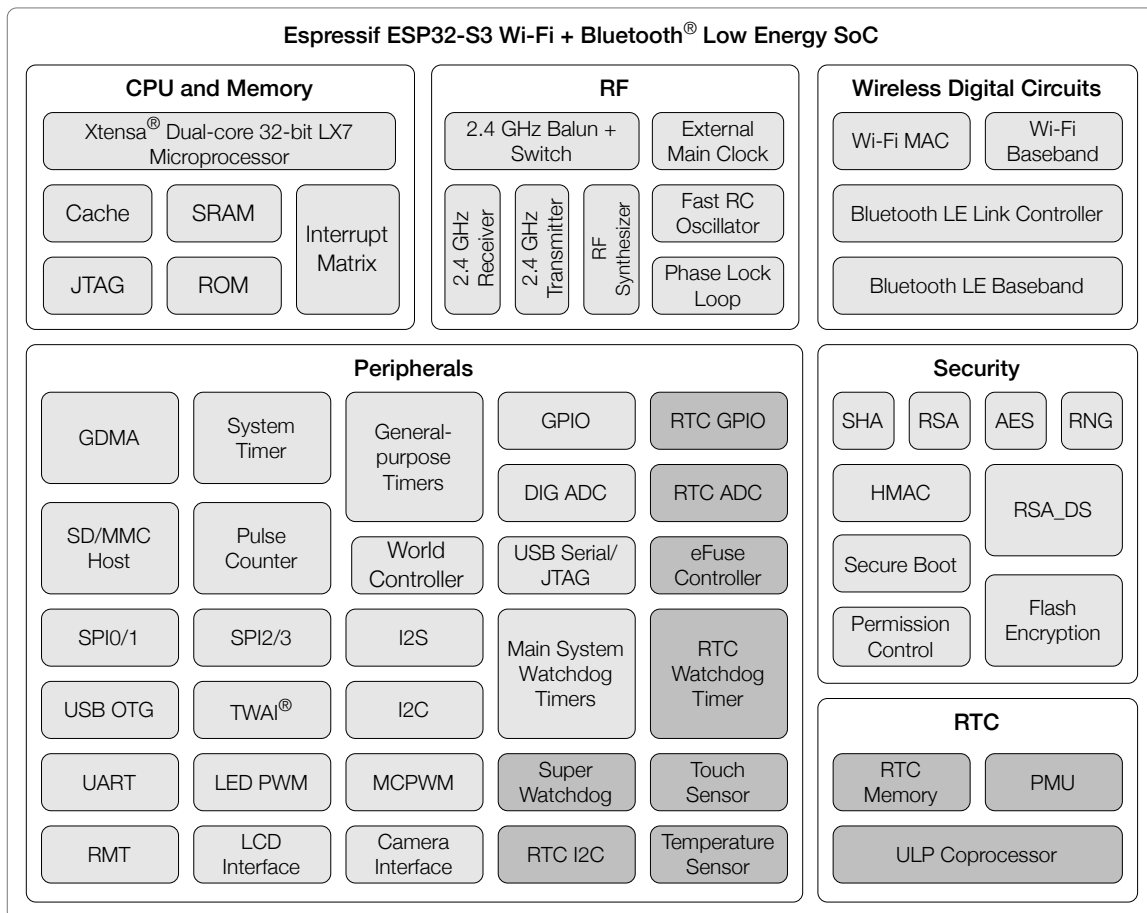 Espressif ESP32-S3 Wi-Fi + Bluetooth® Low Energy SoC
CPU and Memory
Xtensa® Dual-core 32-bit LX7
Microprocessor
Cache
SRAM
Interrupt
Matrix
JTAG
ROM
RF
2.4 GHz Balun +
Switch
External
Main Clock
2.4 GHz
Receiver
2.4 GHz
Transmitter
RF
Synthesizer
Fast RC
Oscillator
Phase Lock
Loop
Wireless Digital Circuits
Wi-Fi MAC
Wi-Fi
Baseband
Bluetooth LE Link Controller
Bluetooth LE Baseband
Peripherals
GDMA
System
Timer
General-
purpose
Timers
GPIO
RTC GPIO
DIG ADC
RTC ADC
SD/MMC
Host
Pulse
Counter
World
Controller
USB Serial/
JTAG
eFuse
Controller
SPI0/1
SPI2/3
I2S
Main System
Watchdog
Timers
RTC
Watchdog
Timer
USB OTG
TWAI®
I2C
UART
LED PWM
MCPWM
Super
Watchdog
Touch
Sensor
RMT
LCD
Interface
Camera
Interface
RTC I2C
Temperature
Sensor
Security
SHA
RSA
AES
RNG
HMAC
RSA_DS
Secure Boot
Flash
Encryption
Permission
Control
RTC
RTC
Memory
PMU
ULP Coprocessor